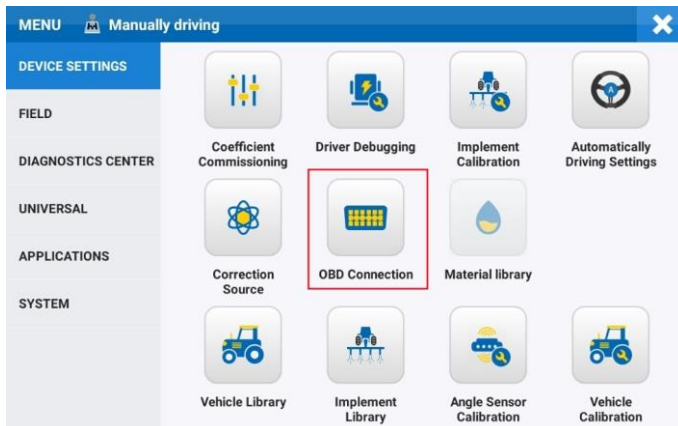 MENU Manually driving
DEVICE SETTINGS
FIELD
DIAGNOSTICS CENTER
UNIVERSAL
APPLICATIONS
SYSTEM
Coefficient
Commissioning
Driver Debugging
Implement
Calibration
Automatically
Driving Settings
Correction
Source
OBD Connection
Material library
Vehicle Library
Implement
Library
Angle Sensor
Calibration
Vehicle
Calibration